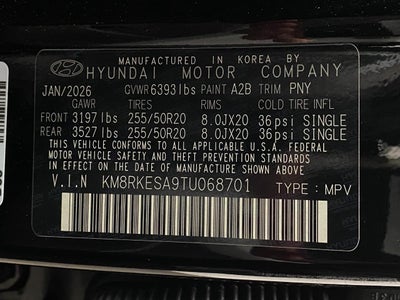 MANUFACTURED IN KOREA BY
HYUNDAI MOTOR COMPANY
JAN/2026 GVWR 6393lbs PAINT A2B TRIM PNY
GAWR TIRES RIMS COLD TIRE INFL
FRONT 3197lbs 255/50R20 8.0JX20 36psi SINGLE
REAR 3527lbs 255/50R20 8.0JX20 36psi SINGLE
THIS VEHICLE CONFORMS TO ALL APPLICABLE U.S.A FEDERAL
MOTOR VEHICLE SAFETY AND THEFT PREVENTION STANDARDS
IN EFFECT ON THE DATE OF MANUFACTURE SHOWN ABOVE
V.I.N KM8RKESA9TU068701 TYPE: MPV